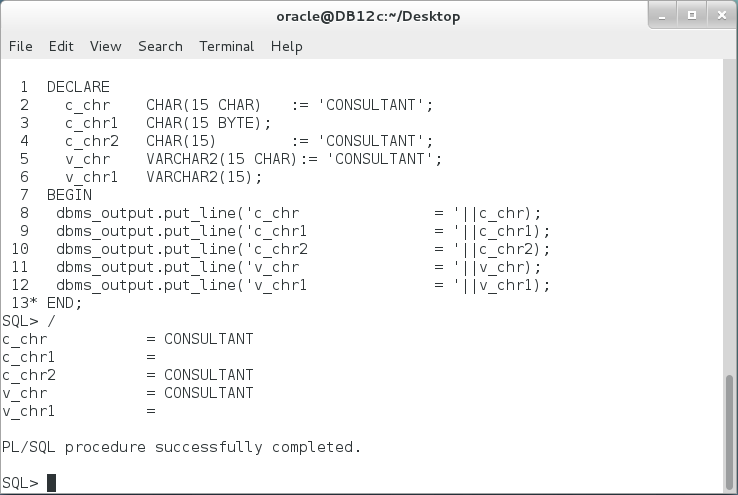 oracle@DB12c:~/Desktop
File Edit View Search Terminal Help
1 DECLARE
2 c_chr CHAR(15 CHAR) := 'CONSULTANT';
3 c_chr1 CHAR(15 BYTE);
4 c_chr2 CHAR(15) := 'CONSULTANT';
5 v_chr VARCHAR2(15 CHAR):= 'CONSULTANT';
6 v_chr1 VARCHAR2(15);
7 BEGIN
8 dbms_output.put_line('c_chr = '||c_chr);
9 dbms_output.put_line('c_chr1 = '||c_chr1);
10 dbms_output.put_line('c_chr2 = '||c_chr2);
11 dbms_output.put_line('v_chr = '||v_chr);
12 dbms_output.put_line('v_chr1 = '||v_chr1);
13* END;
SQL> /
c_chr = CONSULTANT
c_chr1 =
c_chr2 = CONSULTANT
v_chr = CONSULTANT
v_chr1 =
PL/SQL procedure successfully completed.
SQL>